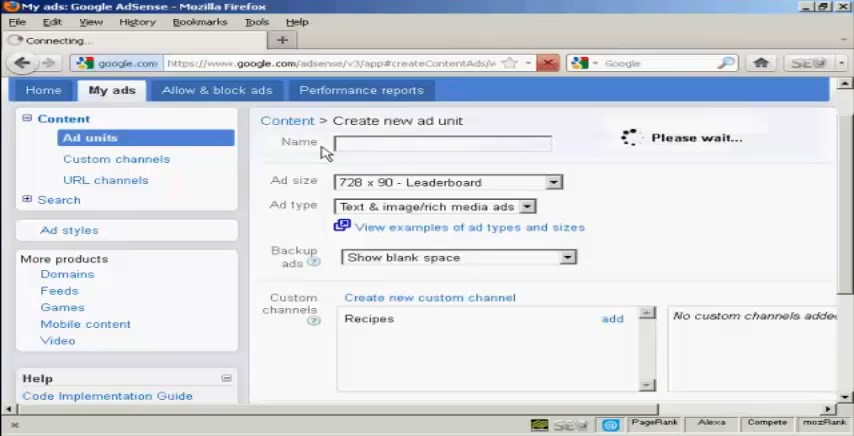 My ads: Google AdSense - Mozilla Firefox
File Edit View History Bookmarks Tools Help
Connecting...
google.com https://www.google.com/adsense/v3/app#createContentAds/ Google SEO
Home My ads Allow & block ads Performance reports
Content
Ad units
Custom channels
URL channels
Search
Ad styles
More products
Domains
Feeds
Games
Mobile content
Video
Help
Code Implementation Guide
Content > Create new ad unit
Name
Please wait...
Ad size 728 x 90 - Leaderboard
Ad type Text & image/rich media ads
View examples of ad types and sizes
Backup ads ? Show blank space
Custom channels ? Create new custom channel
Recipes add
No custom channels adde
SEO @ PageRank Alexa Compete mozRank